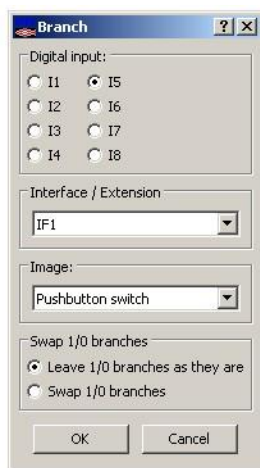 Branch
Digital input:
I1 I5
I2 I6
I3 I7
I4 I8
Interface / Extension
IF1
Image:
Pushbutton switch
Swap 1/0 branches
Leave 1/0 branches as they are
Swap 1/0 branches
OK Cancel